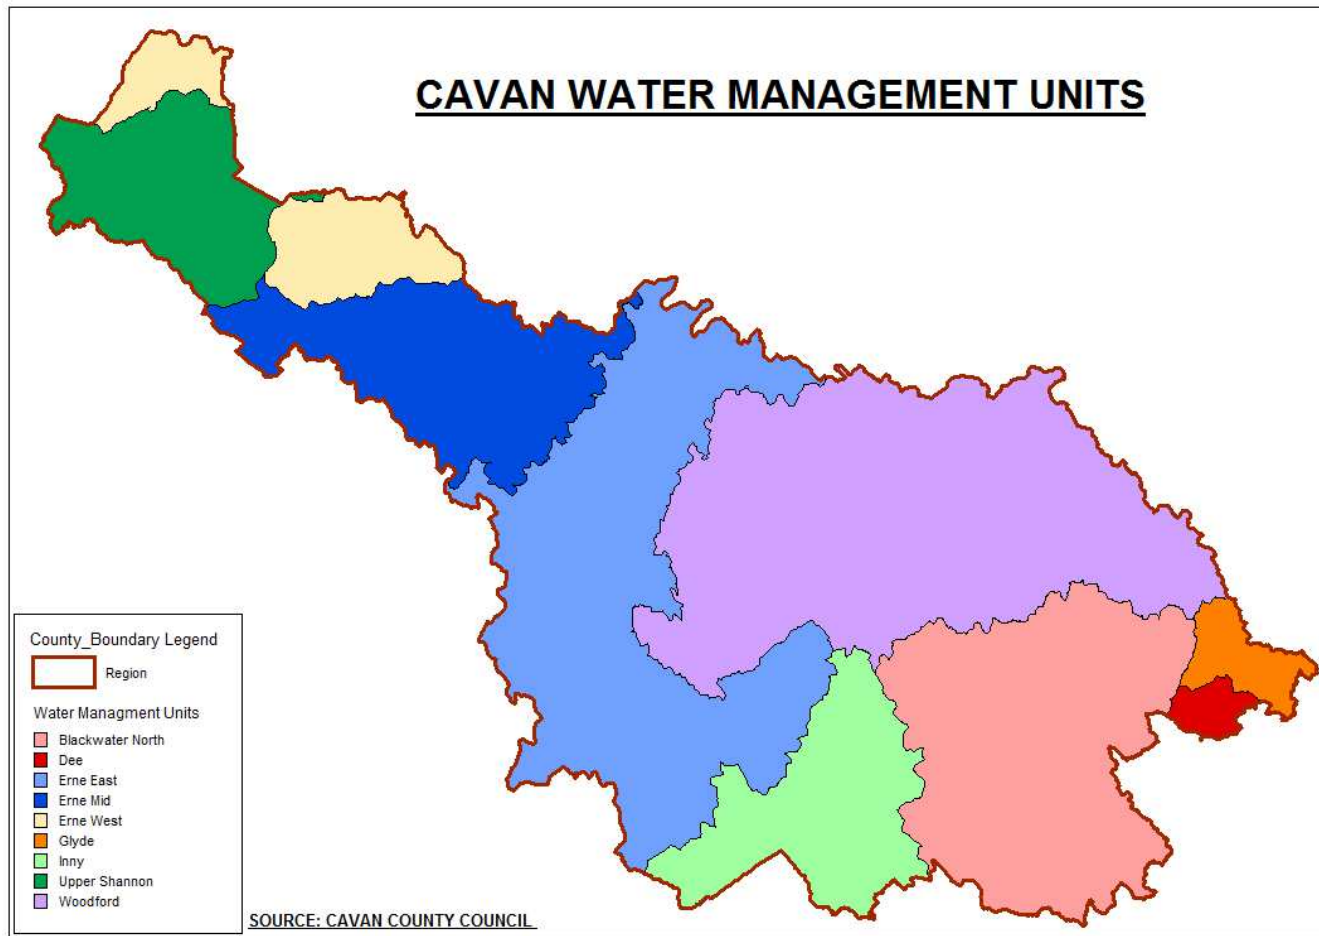 CAVAN WATER MANAGEMENT UNITS
County_Boundary Legend
Region
Water Managment Units
Blackwater North
Dee
Erne East
Erne Mid
Erne West
Glyde
Inny
Upper Shannon
Woodford
SOURCE: CAVAN COUNTY COUNCIL